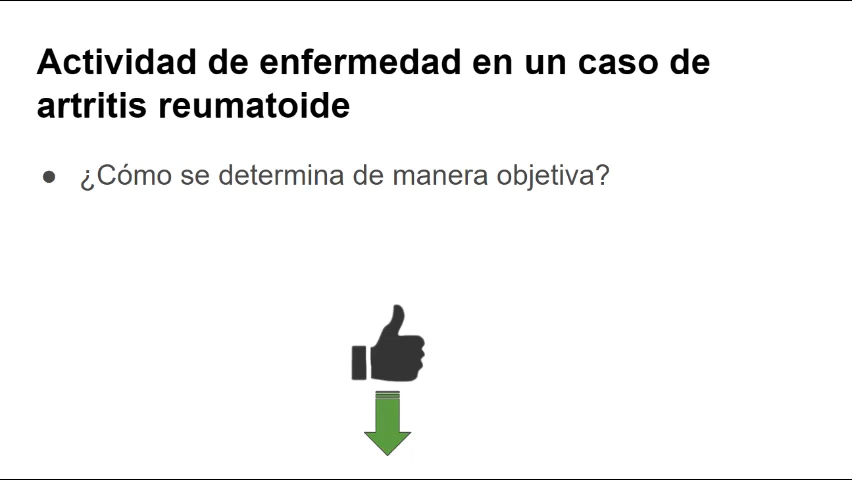 Actividad de enfermedad en un caso de
artritis reumatoide
● ¿Cómo se determina de manera objetiva?